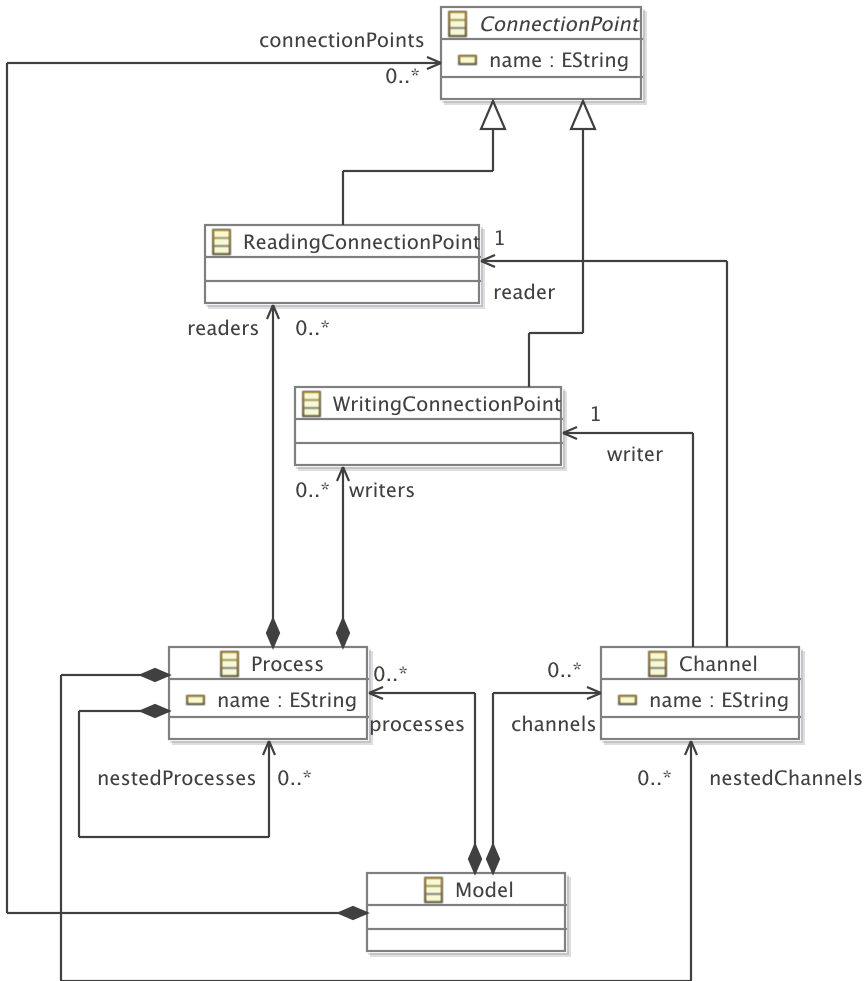 ConnectionPoint
connectionPoints
name : EString
0..*
ReadingConnectionPoint
1
reader
readers
0..*
WritingConnectionPoint
1
writer
0..*
writers
Process
Channel
0..*
0..*
name : EString
name : EString
processes
channels
nestedProcesses
0..*
0..*
nestedChannels
Model